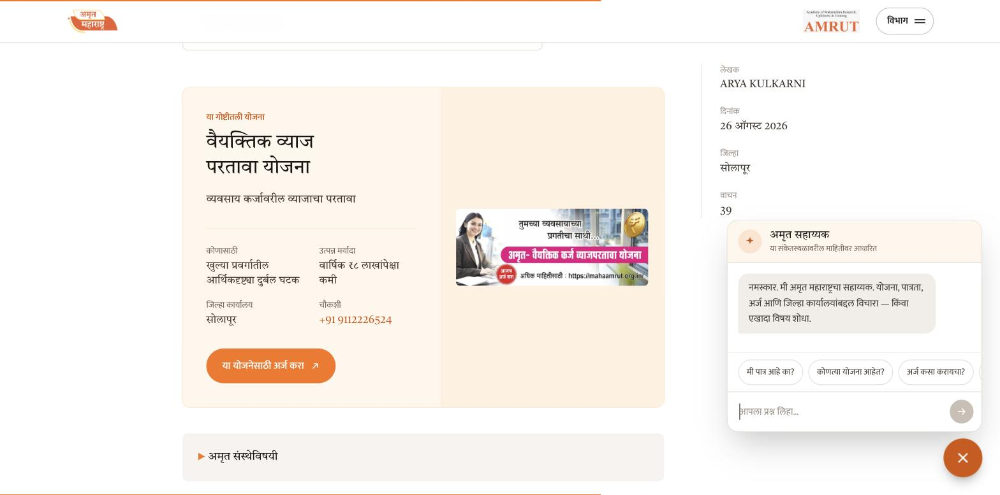 अमृत
महाराष्ट्र
Academy of Maharashtra Research,
Upliftment & Training
AMRUT
विभाग
या गोष्टीतली योजना
वैयक्तिक व्याज
परतावा योजना
व्यवसाय कर्जावरील व्याजाचा परतावा
कोणासाठी
खुल्या प्रवर्गातील
आर्थिकदृष्ट्या दुर्बल घटक
उत्पन्न मर्यादा
वार्षिक ₹८ लाखांपेक्षा
कमी
जिल्हा कार्यालय
सोलापूर
चौकशी
+91 9112226524
या योजनेसाठी अर्ज करा
तुमच्या व्यवसायाच्या
प्रगतीचा साथी...
अमृत- वैयक्तिक कर्ज व्याजपरतावा योजना
आजच
अर्ज करा
अधिक माहितीसाठी : https://mahaamrut.org.in/
अमृत संस्थेविषयी
लेखक
ARYA KULKARNI
दिनांक
26 ऑगस्ट 2026
जिल्हा
सोलापूर
वाचन
39
अमृत सहाय्यक
या संकेतस्थळावरील माहितीवर आधारित
नमस्कार. मी अमृत महाराष्ट्रचा सहाय्यक. योजना, पात्रता,
अर्ज आणि जिल्हा कार्यालयांबद्दल विचारा — किंवा
एखादा विषय शोधा.
मी पात्र आहे का?
कोणत्या योजना आहेत?
अर्ज कसा करायचा?
आपला प्रश्न लिहा...